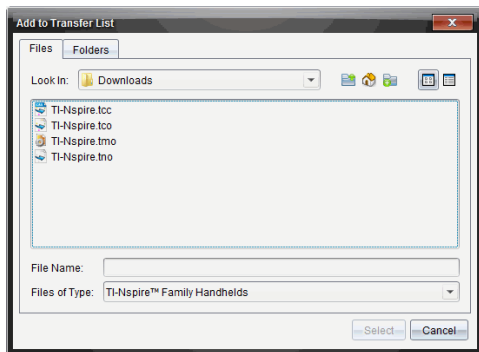 Add to Transfer List
Files Folders
Look In: Downloads
TI-Nspire.tcc
TI-Nspire.tco
TI-Nspire.tmo
TI-Nspire.tno
File Name:
Files of Type: TI-Nspire™ Family Handhelds
Select Cancel